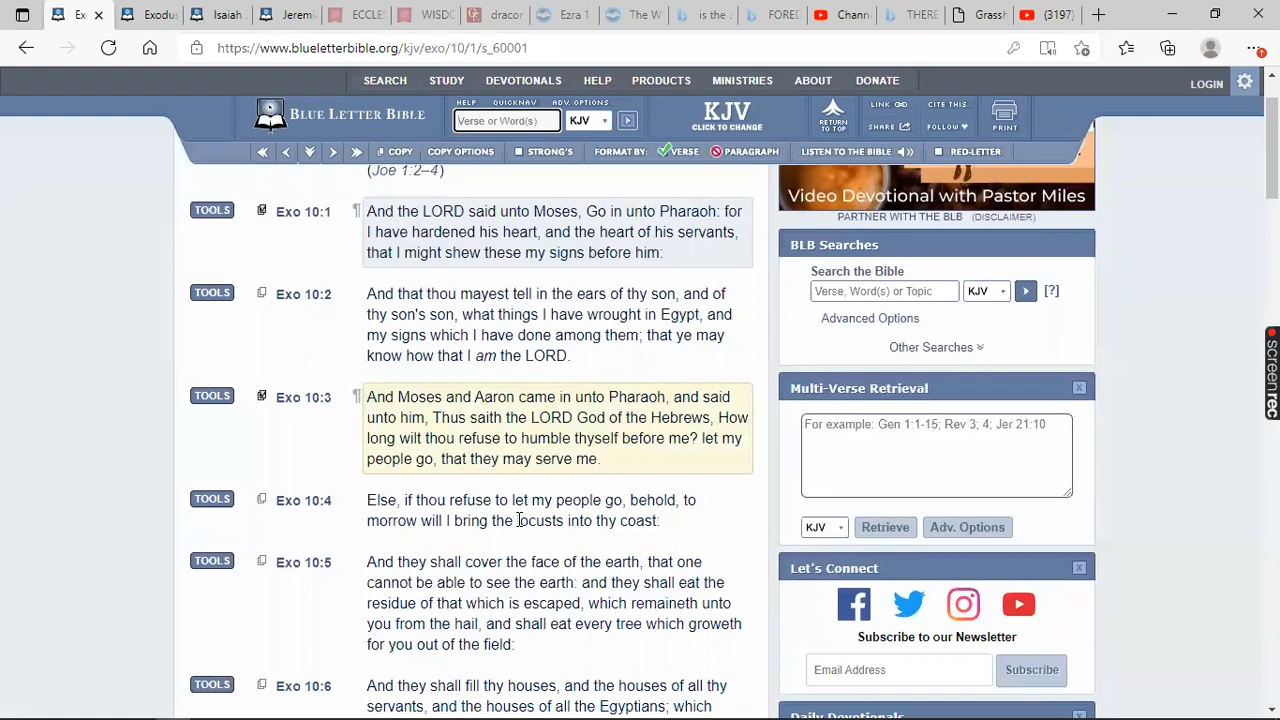 Ex
Exodus
Isaiah
Jeremi
ECCLES
WISDO
dracor
Ezra 1
The W
is the
FORED
Chann
THERE
Grassh
(3197)
https://www.blueletterbible.org/kjv/exo/10/1/s_60001
SEARCH STUDY DEVOTIONALS HELP PRODUCTS MINISTRIES ABOUT DONATE
LOGIN
BLUE LETTER BIBLE
HELP QUICKNAV ADV. OPTIONS
Verse or Word(s) KJV
KJV
CLICK TO CHANGE
RETURN
TO TOP
LINK CITE THIS
SHARE FOLLOW
PRINT
COPY COPY OPTIONS STRONG'S FORMAT BY: VERSE PARAGRAPH LISTEN TO THE BIBLE RED-LETTER
(Joe 1:2–4)
TOOLS Exo 10:1 ¶ And the LORD said unto Moses, Go in unto Pharaoh: for
I have hardened his heart, and the heart of his servants,
that I might shew these my signs before him:
TOOLS Exo 10:2 And that thou mayest tell in the ears of thy son, and of
thy son's son, what things I have wrought in Egypt, and
my signs which I have done among them; that ye may
know how that I am the LORD.
TOOLS Exo 10:3 ¶ And Moses and Aaron came in unto Pharaoh, and said
unto him, Thus saith the LORD God of the Hebrews, How
long wilt thou refuse to humble thyself before me? let my
people go, that they may serve me.
TOOLS Exo 10:4 Else, if thou refuse to let my people go, behold, to
morrow will I bring the locusts into thy coast:
TOOLS Exo 10:5 And they shall cover the face of the earth, that one
cannot be able to see the earth: and they shall eat the
residue of that which is escaped, which remaineth unto
you from the hail, and shall eat every tree which groweth
for you out of the field:
TOOLS Exo 10:6 And they shall fill thy houses, and the houses of all thy
servants, and the houses of all the Egyptians; which
Video Devotional with Pastor Miles
PARTNER WITH THE BLB (DISCLAIMER)
BLB Searches
Search the Bible
Verse, Word(s) or Topic KJV [?]
Advanced Options
Other Searches
Multi-Verse Retrieval
For example: Gen 1:1-15; Rev 3; 4; Jer 21:10
KJV Retrieve Adv. Options
Let's Connect
Subscribe to our Newsletter
Email Address Subscribe
Daily Devotionals
screenrec